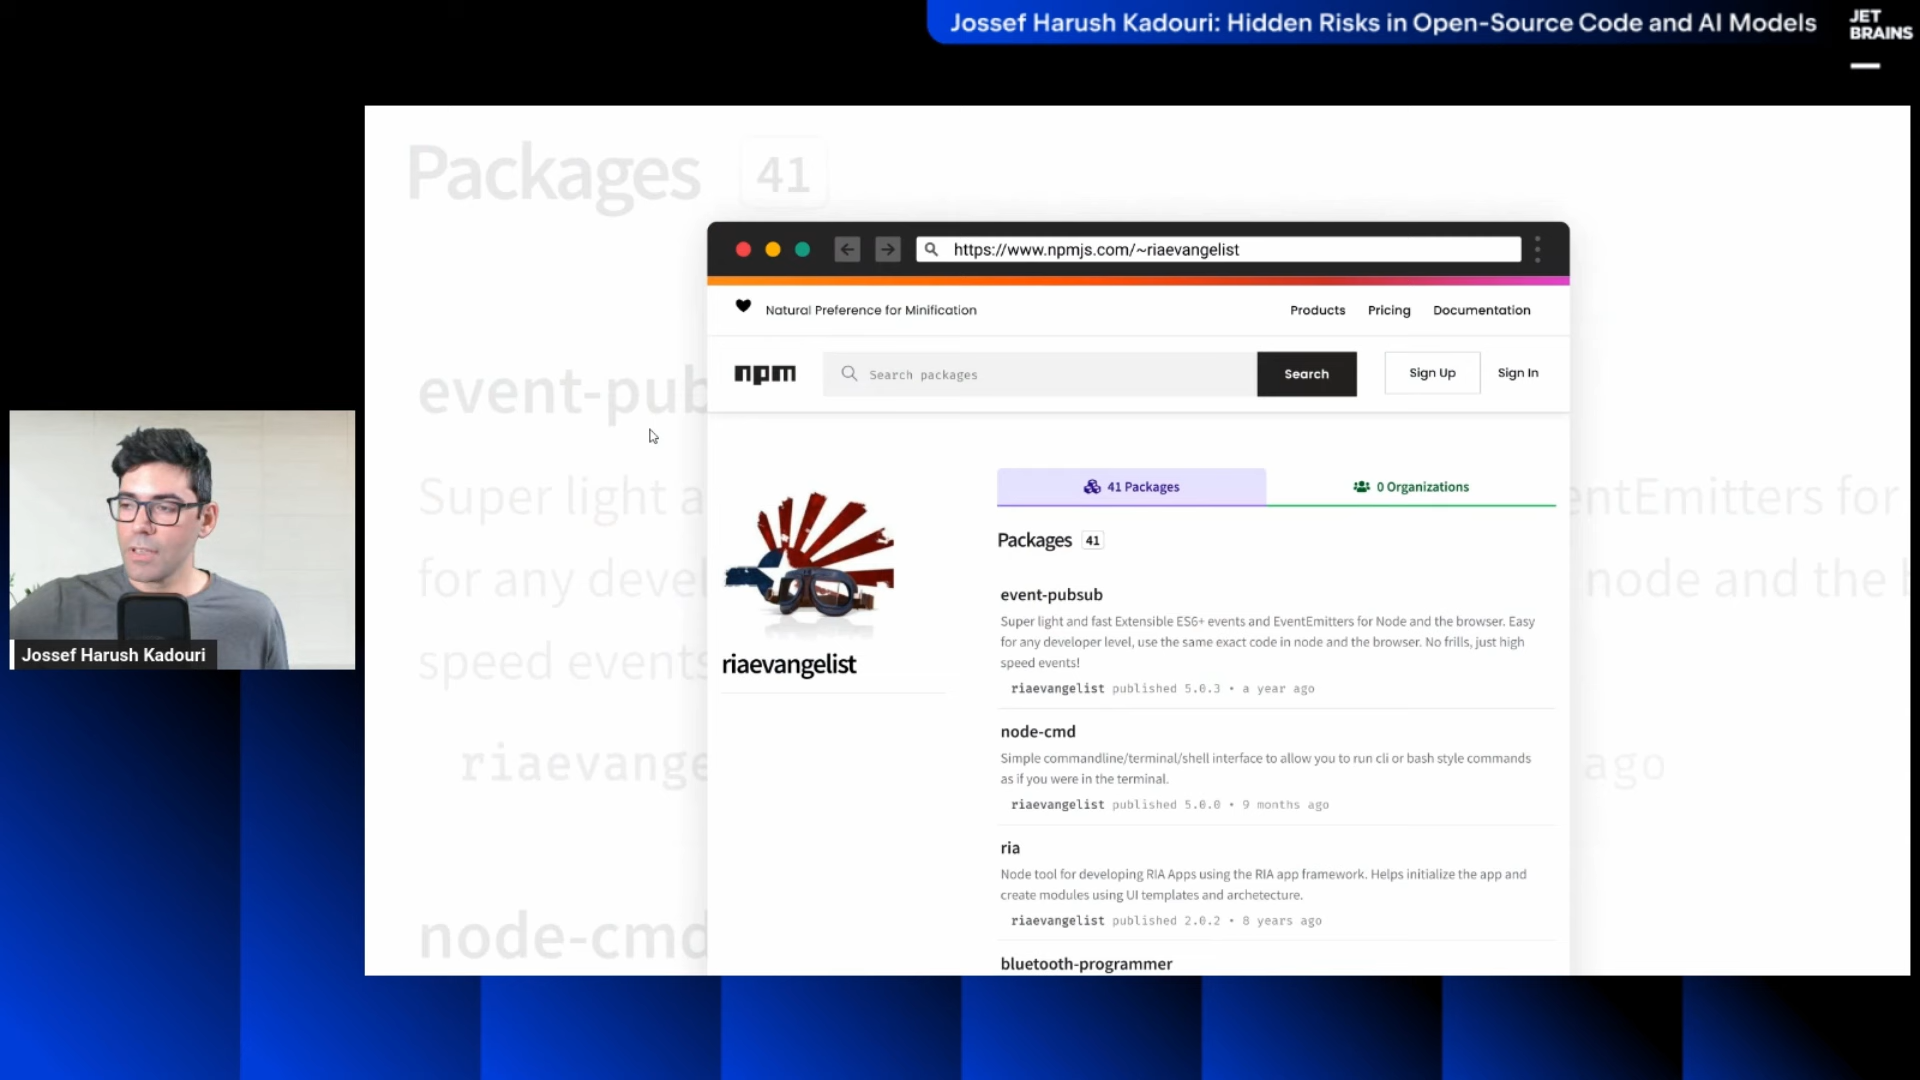 Jossef Harush Kadouri: Hidden Risks in Open-Source Code and AI Models
JET
BRAINS
Packages 41
https://www.npmjs.com/~riaevangelist
Natural Preference for Minification
Products Pricing Documentation
npm
Search packages
Search
Sign Up
Sign In
event-pub
Super light a
entEmitters for
for any deve
node and the
speed events
riaevange
ago
node-cmd
41 Packages
0 Organizations
riaevangelist
Packages 41
event-pubsub
Super light and fast Extensible ES6+ events and EventEmitters for Node and the browser. Easy
for any developer level, use the same exact code in node and the browser. No frills, just high
speed events!
riaevangelist published 5.0.3 • a year ago
node-cmd
Simple commandline/terminal/shell interface to allow you to run cli or bash style commands
as if you were in the terminal.
riaevangelist published 5.0.0 • 9 months ago
ria
Node tool for developing RIA Apps using the RIA app framework. Helps initialize the app and
create modules using UI templates and archetecture.
riaevangelist published 2.0.2 • 8 years ago
bluetooth-programmer
Jossef Harush Kadouri